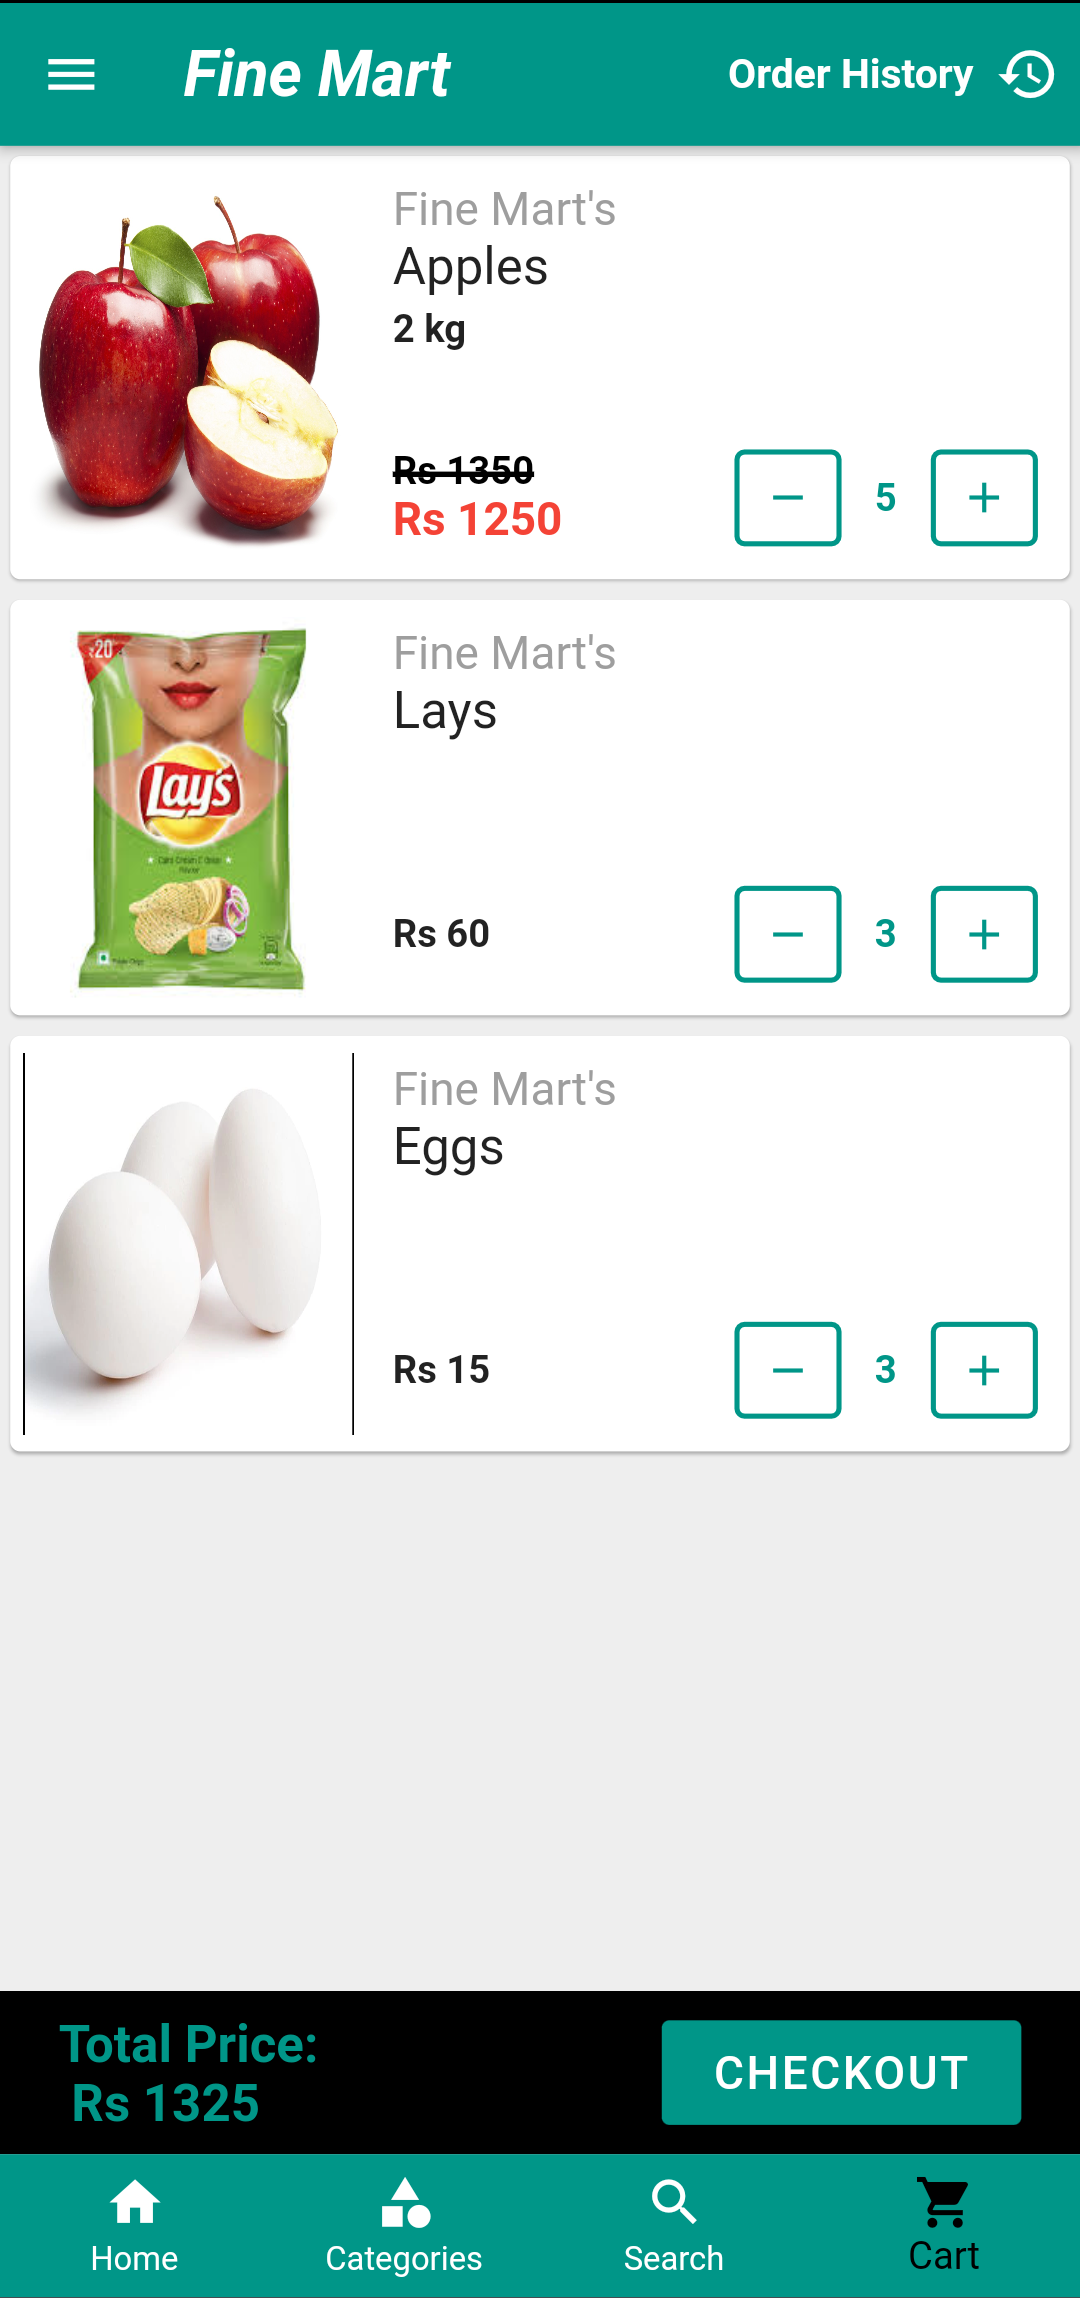 Fine Mart
Order History
Fine Mart's
Apples
2 kg
Rs 1350
Rs 1250
− 5 +
20
Lay's
Fine Mart's
Lays
Rs 60
− 3 +
Fine Mart's
Eggs
Rs 15
− 3 +
Total Price:
Rs 1325
CHECKOUT
Home
Categories
Search
Cart